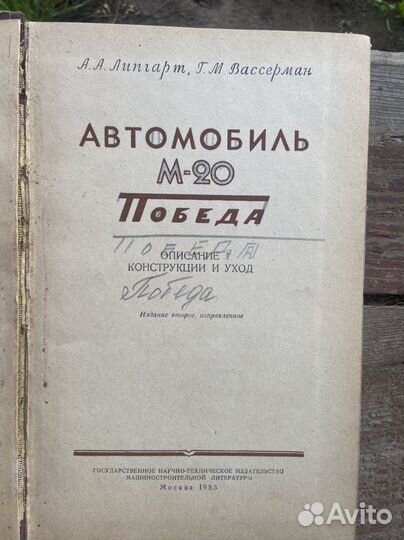 А. А. Липгарт, Г. М Вассерман
АВТОМОБИЛЬ
М-20
ПОБЕДА
ПОБЕДА
ОПИСАНИЕ
КОНСТРУКЦИИ И УХОД
Победа
Издание второе, исправленное
ГОСУДАРСТВЕННОЕ НАУЧНО-ТЕХНИЧЕСКОЕ ИЗДАТЕЛЬСТВО
МАШИНОСТРОИТЕЛЬНОЙ ЛИТЕРАТУРЫ
Москва 1955
Avito